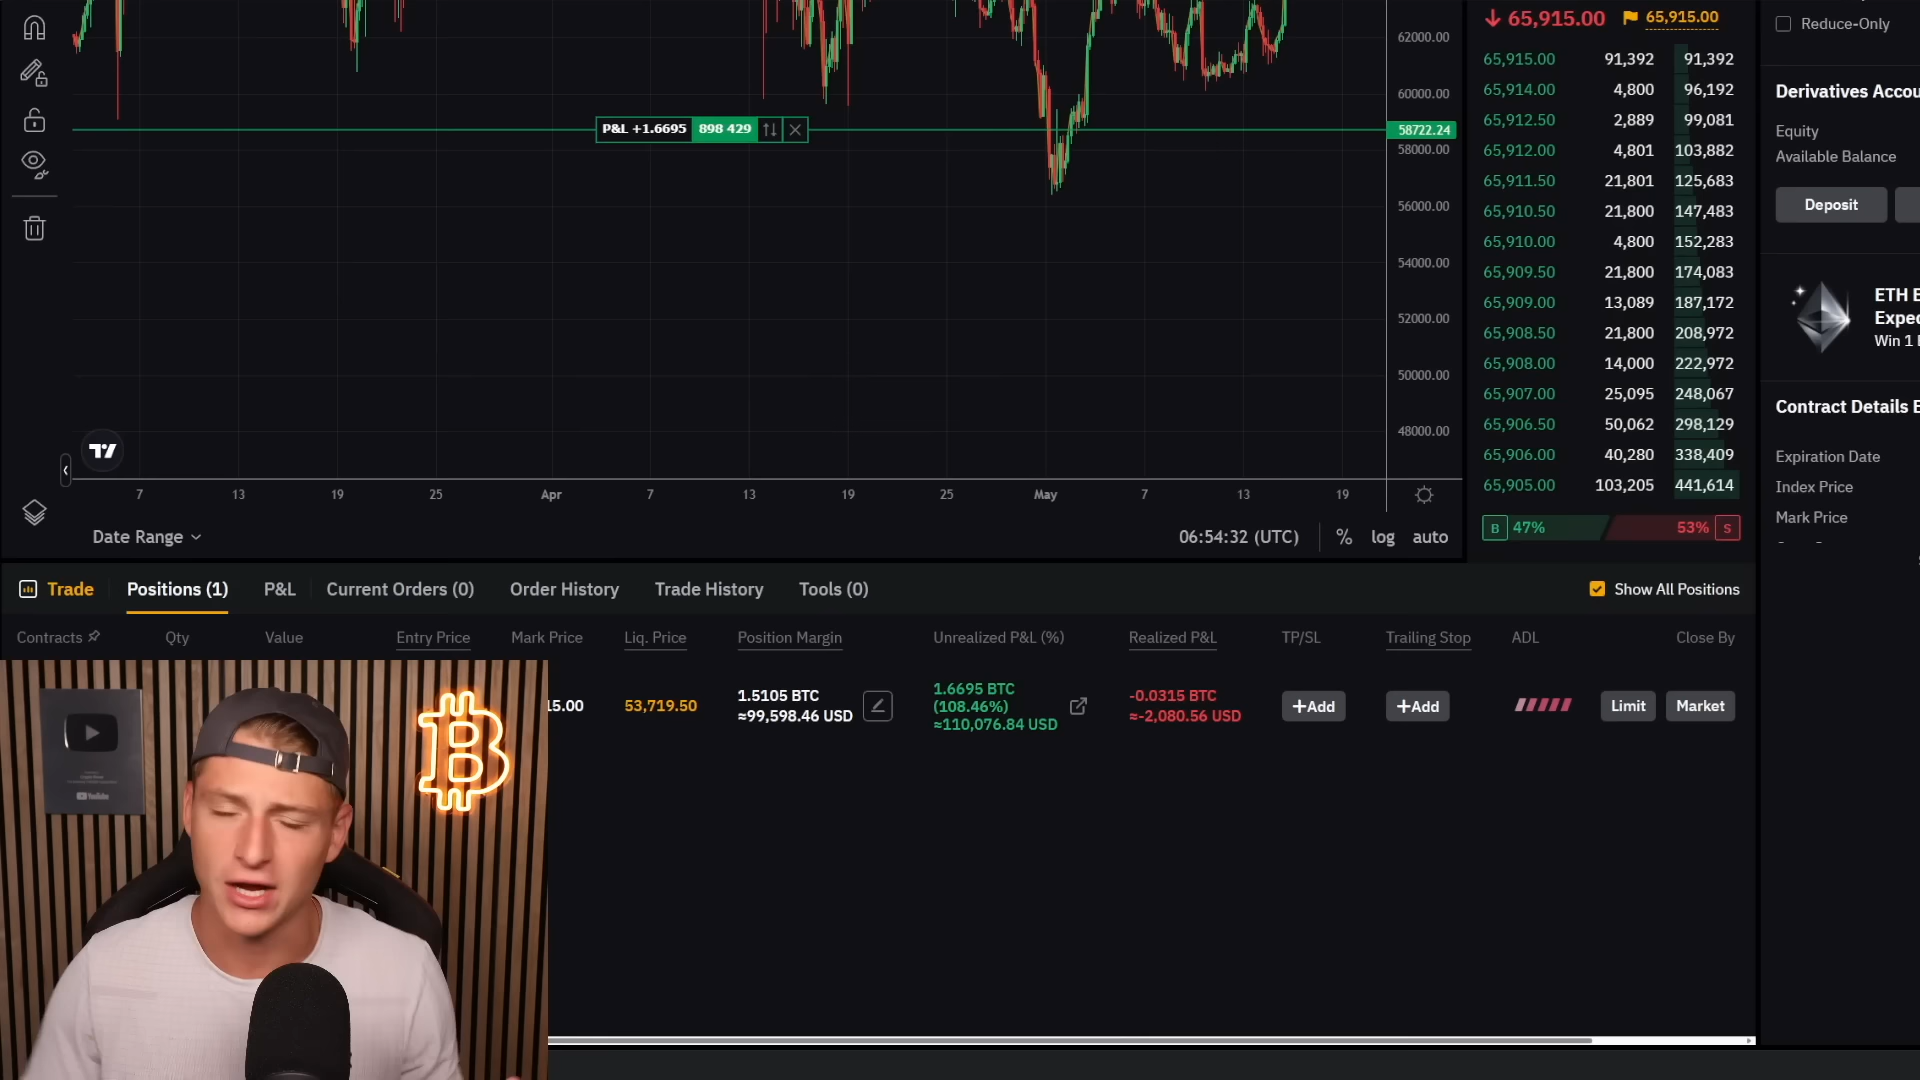 62000.00
60000.00
58722.24
58000.00
56000.00
54000.00
52000.00
50000.00
48000.00
P&L +1.6695 898 429
7 13 19 25 Apr 7 13 19 25 May 7 13 19
Date Range
06:54:32 (UTC) % log auto
65,915.00 65,915.00
65,915.00 91,392 91,392
65,914.00 4,800 96,192
65,912.50 2,889 99,081
65,912.00 4,801 103,882
65,911.50 21,801 125,683
65,910.50 21,800 147,483
65,910.00 4,800 152,283
65,909.50 21,800 174,083
65,909.00 13,089 187,172
65,908.50 21,800 208,972
65,908.00 14,000 222,972
65,907.00 25,095 248,067
65,906.50 50,062 298,129
65,906.00 40,280 338,409
65,905.00 103,205 441,614
B 47% 53% S
Reduce-Only
Derivatives Accou
Equity
Available Balance
Deposit
ETH E
Expec
Win 1
Contract Details E
Expiration Date
Index Price
Mark Price
Trade Positions (1) P&L Current Orders (0) Order History Trade History Tools (0) Show All Positions
Contracts Qty Value Entry Price Mark Price Liq. Price Position Margin Unrealized P&L (%) Realized P&L TP/SL Trailing Stop ADL Close By
15.00 53,719.50
1.5105 BTC
≈99,598.46 USD
1.6695 BTC
(108.46%)
≈110,076.84 USD
-0.0315 BTC
≈-2,080.56 USD
+Add +Add Limit Market
YouTube